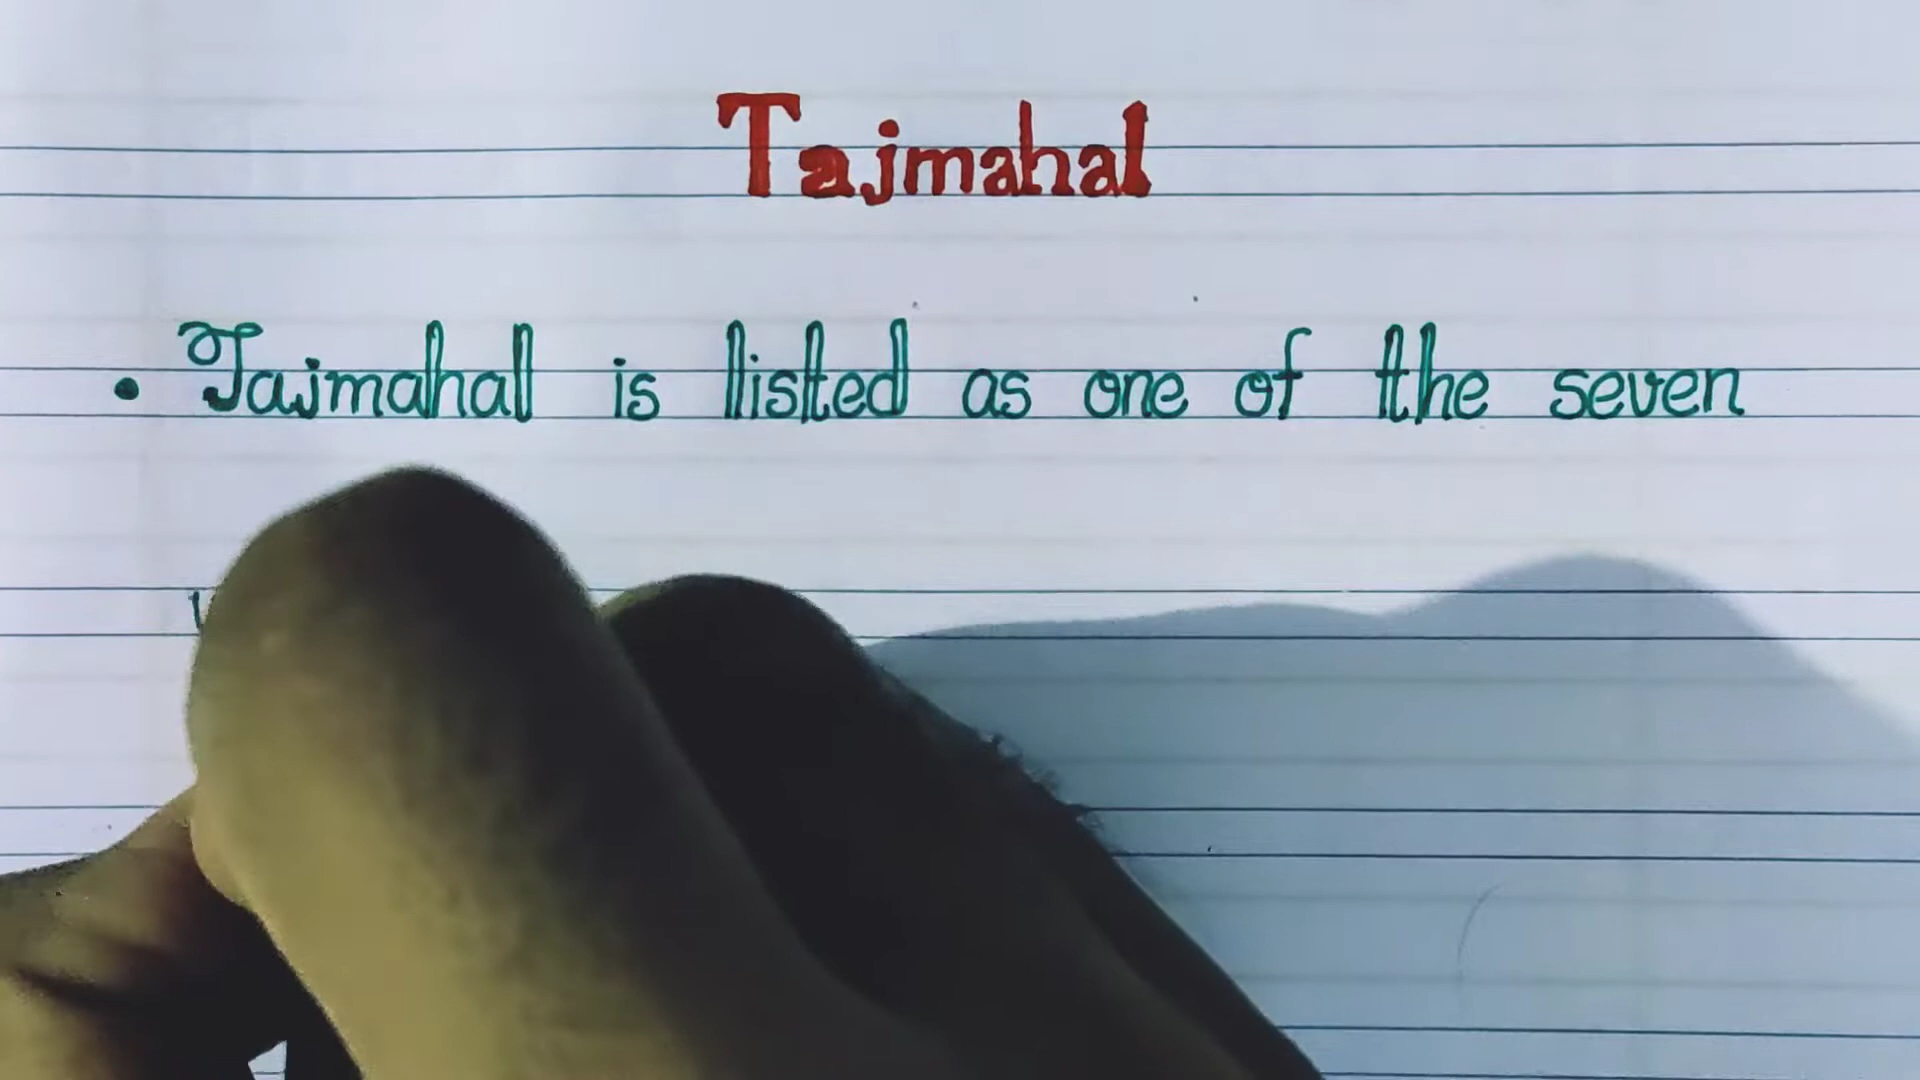 Tajmahal
• Tajmahal is listed as one of the seven